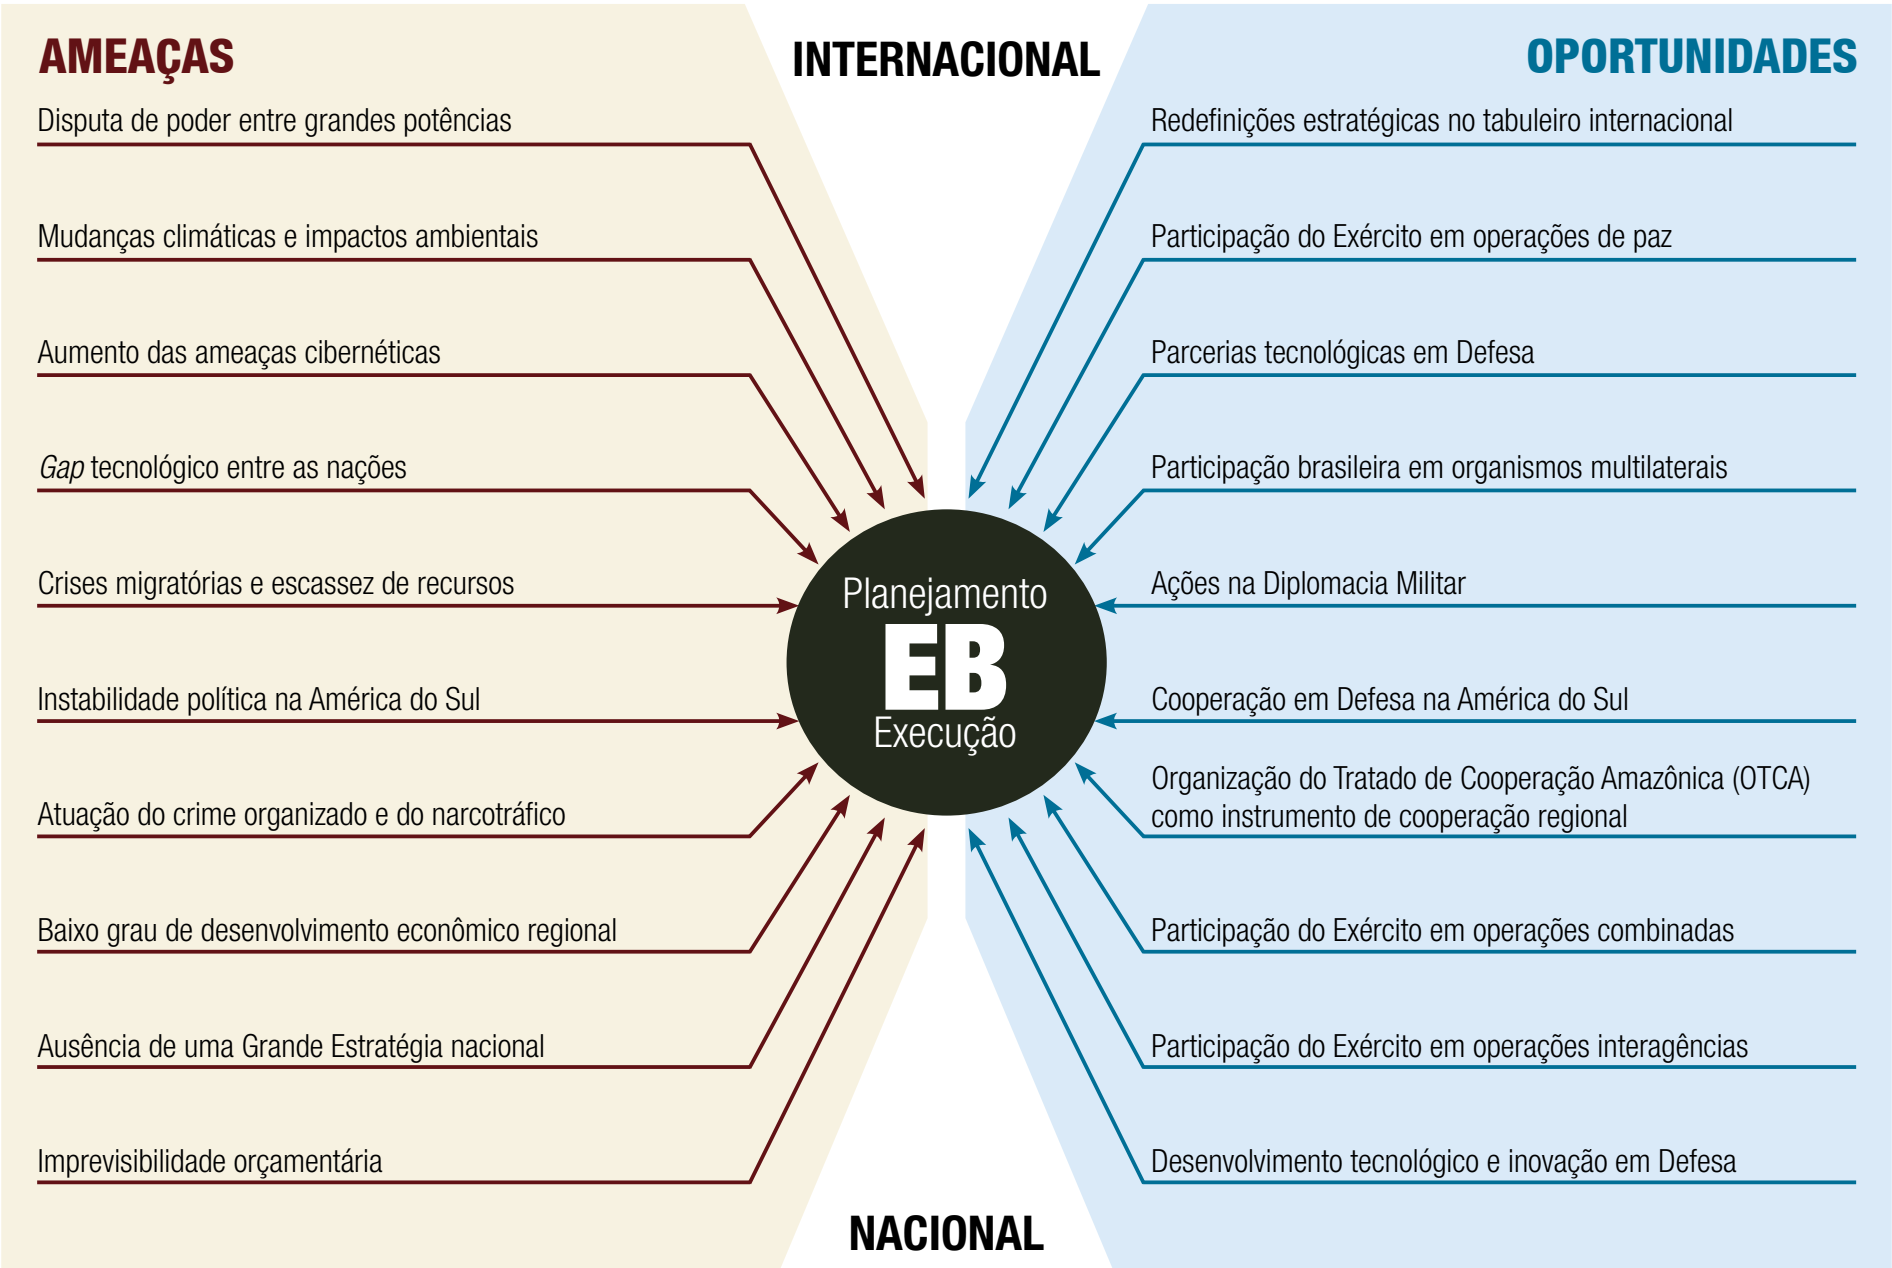 AMEAÇAS
Disputa de poder entre grandes potências
Mudanças climáticas e impactos ambientais
Aumento das ameaças cibernéticas
Gap tecnológico entre as nações
Crises migratórias e escassez de recursos
Instabilidade política na América do Sul
Atuação do crime organizado e do narcotráfico
Baixo grau de desenvolvimento econômico regional
Ausência de uma Grande Estratégia nacional
Imprevisibilidade orçamentária
INTERNACIONAL
Planejamento
EB
Execução
NACIONAL
OPORTUNIDADES
Redefinições estratégicas no tabuleiro internacional
Participação do Exército em operações de paz
Parcerias tecnológicas em Defesa
Participação brasileira em organismos multilaterais
Ações na Diplomacia Militar
Cooperação em Defesa na América do Sul
Organização do Tratado de Cooperação Amazônica (OTCA)
como instrumento de cooperação regional
Participação do Exército em operações combinadas
Participação do Exército em operações interagências
Desenvolvimento tecnológico e inovação em Defesa